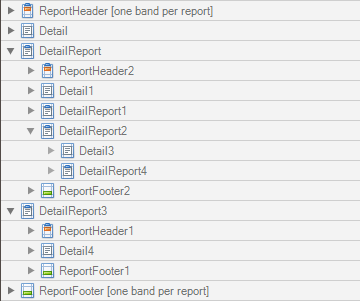 ReportHeader [one band per report]
Detail
DetailReport
ReportHeader2
Detail1
DetailReport1
DetailReport2
Detail3
DetailReport4
ReportFooter2
DetailReport3
ReportHeader1
Detail4
ReportFooter1
ReportFooter [one band per report]